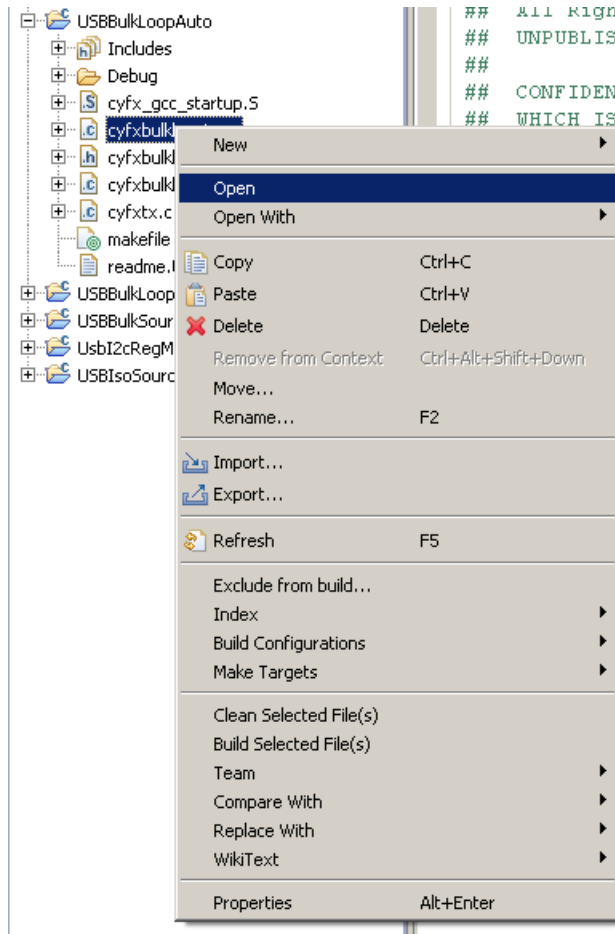 USBBulkLoopAuto
Includes
Debug
cyfx_gcc_startup.S
cyfxbulkl
cyfxbulkl
cyfxbulkl
cyfxtx.c
makefile
readme.
USBBulkLoop
USBBulkSour
UsbI2cRegM
USBIsoSourc
## All Righ
## UNPUBLIS
##
## CONFIDEN
## WHICH IS
New
Open
Open With
Copy Ctrl+C
Paste Ctrl+V
Delete Delete
Remove from Context Ctrl+Alt+Shift+Down
Move...
Rename... F2
Import...
Export...
Refresh F5
Exclude from build...
Index
Build Configurations
Make Targets
Clean Selected File(s)
Build Selected File(s)
Team
Compare With
Replace With
WikiText
Properties Alt+Enter